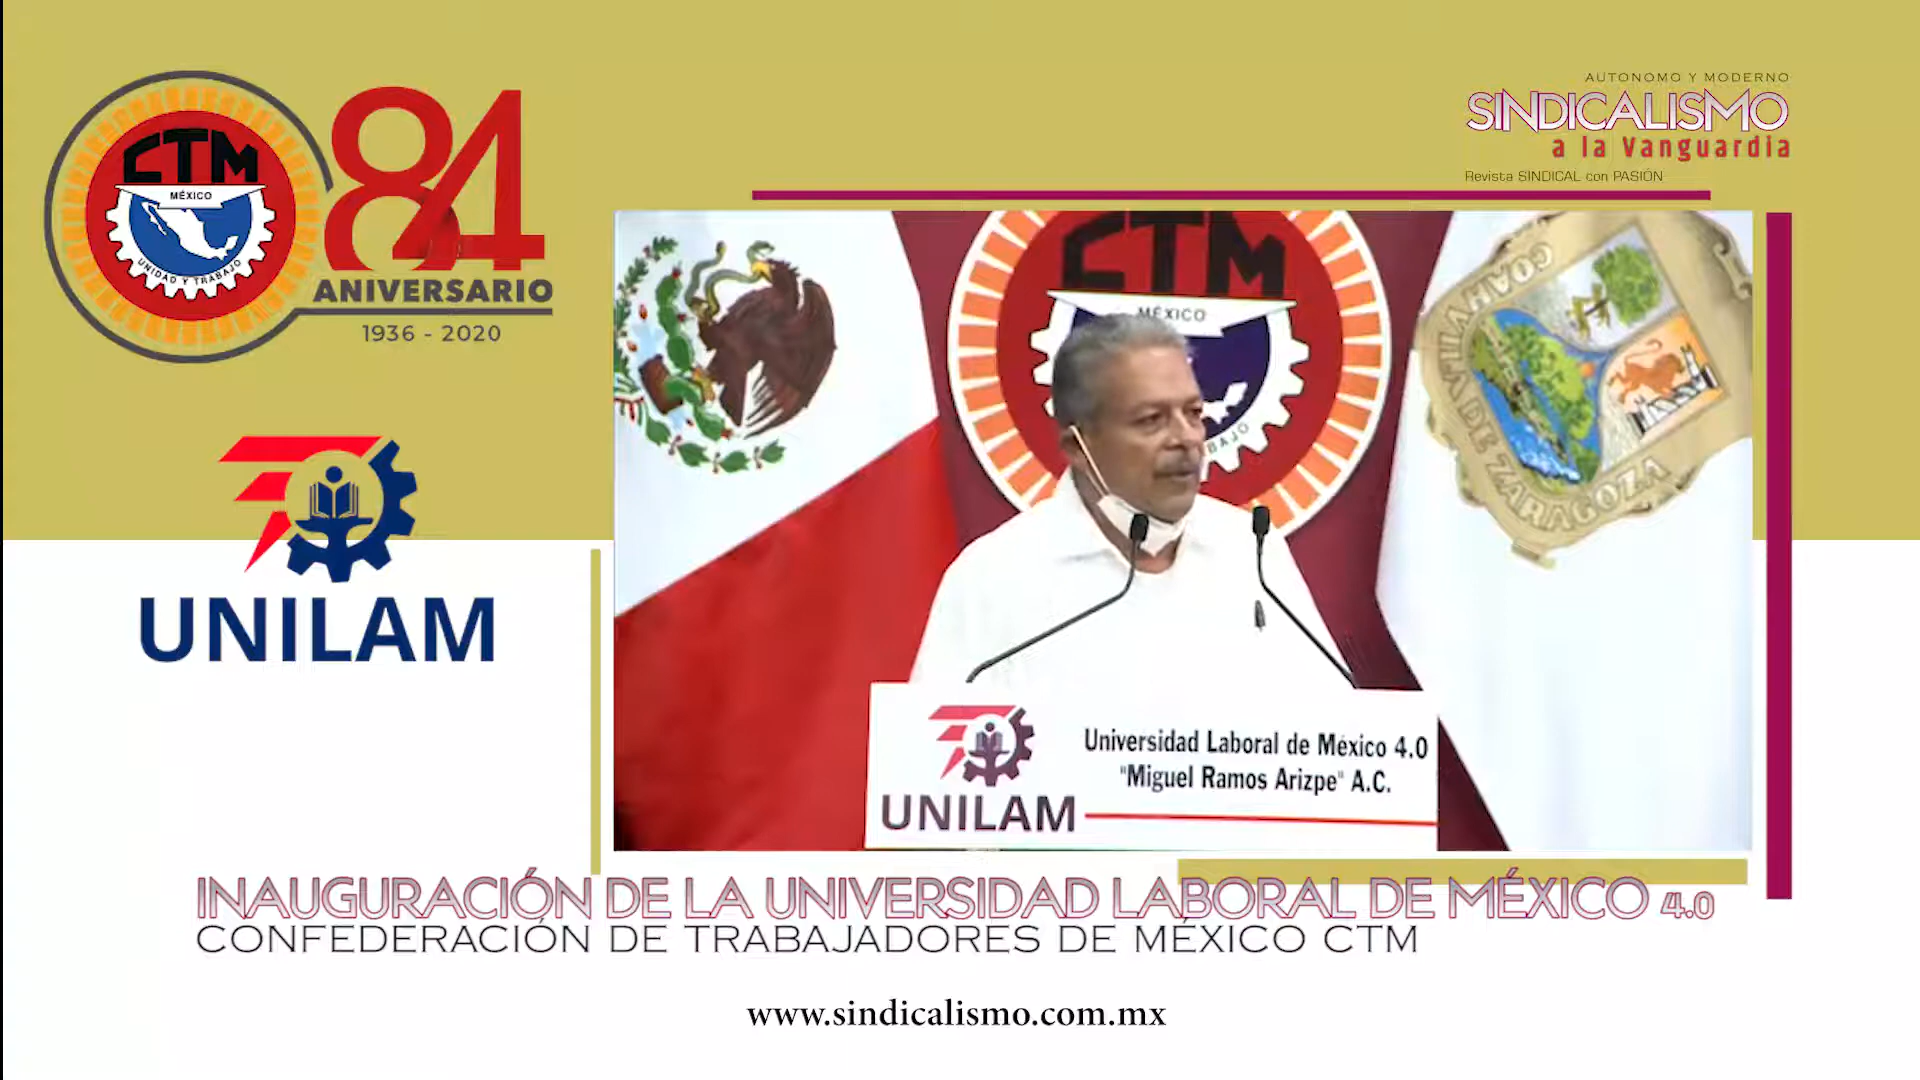 CTM
MÉXICO
UNIDAD Y TRABAJO
84
ANIVERSARIO
1936 - 2020
AUTONOMO Y MODERNO
SINDICALISMO
a la Vanguardia
Revista SINDICAL con PASIÓN
UNILAM
CTM
MÉXICO
BAJO
COAHUILA DE ZARAGOZA
UNILAM
Universidad Laboral de México 4.0
"Miguel Ramos Arizpe" A.C.
INAUGURACIÓN DE LA UNIVERSIDAD LABORAL DE MÉXICO 4.0
CONFEDERACIÓN DE TRABAJADORES DE MÉXICO CTM
www.sindicalismo.com.mx